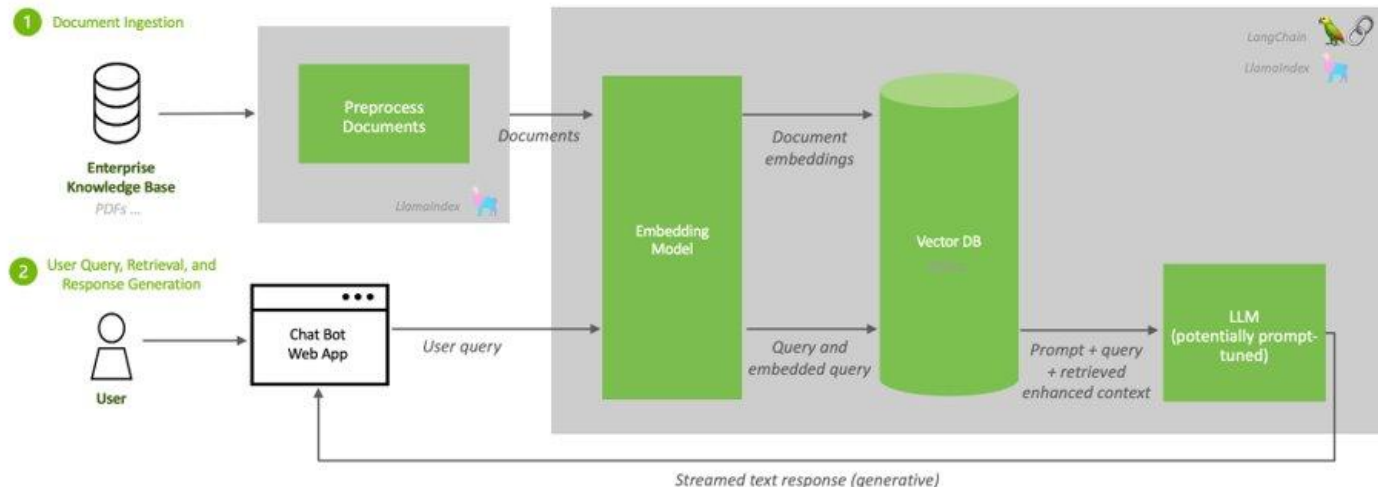 1 Document Ingestion
LangChain
LlamaIndex
Preprocess
Documents
Documents
Document
embeddings
Enterprise
Knowledge Base
PDFs ...
LlamaIndex
Embedding
Model
Vector DB
2 User Query, Retrieval, and
Response Generation
Chat Bot
Web App
User query
Query and
embedded query
Prompt + query
+ retrieved
enhanced context
LLM
(potentially prompt-
tuned)
User
Streamed text response (generative)